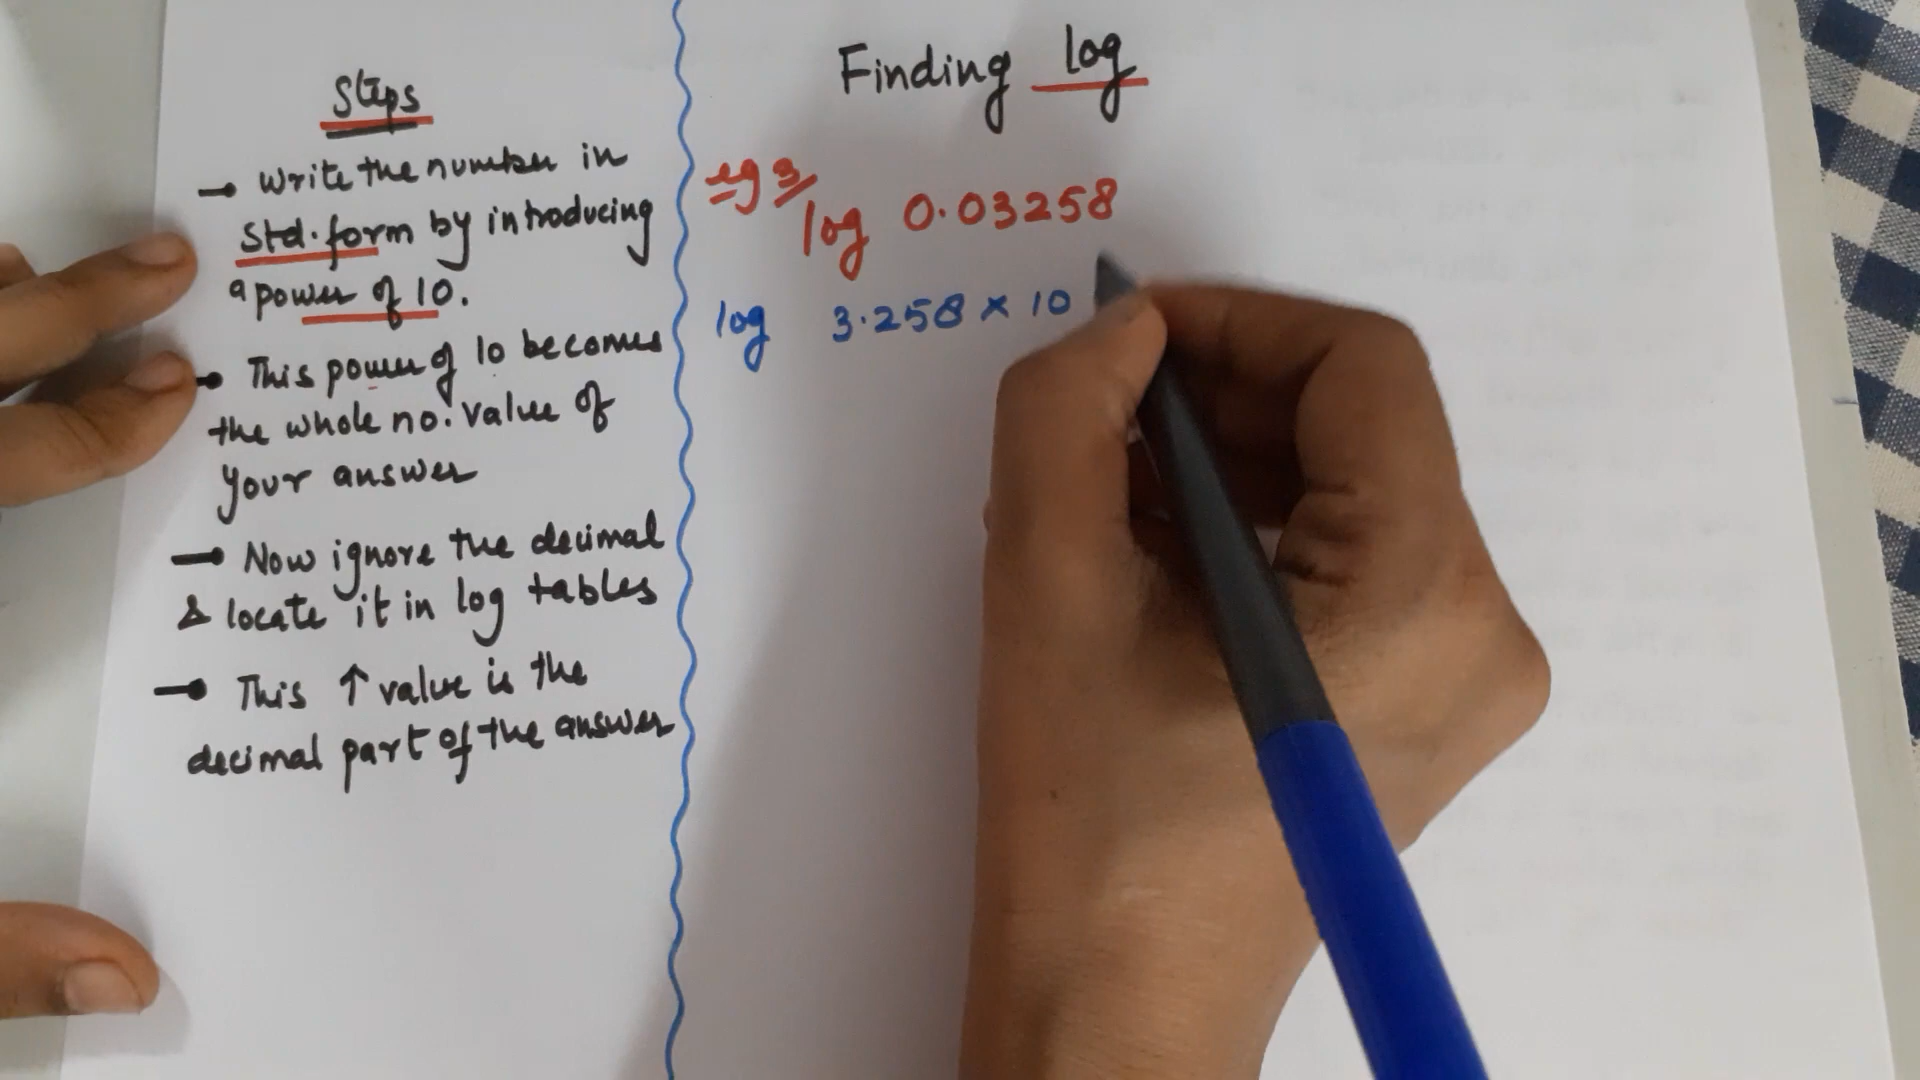 Steps
→ Write the number in
Std. form by introducing
a power of 10.
→ This power of 10 becomes
the whole no. value of
your answer
→ Now ignore the decimal
& locate it in log tables
→ This ↑ value is the
decimal part of the answer
Finding log
eg 3/
log 0.03258
log 3.258 × 10